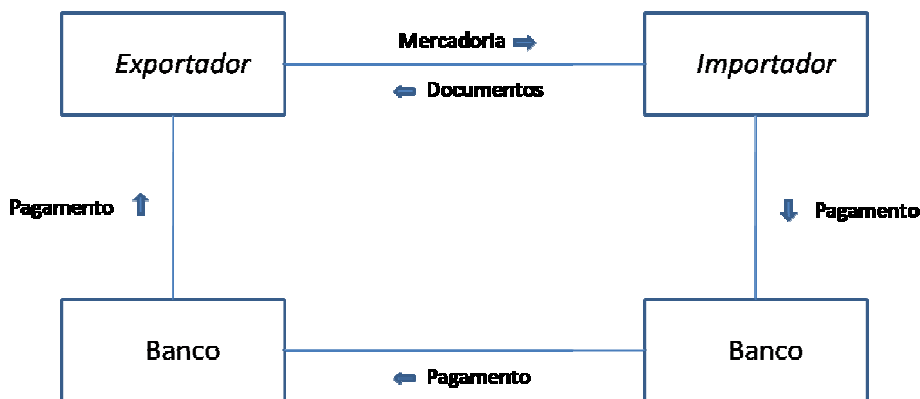 Mercadoria
Exportador
Importador
Documentos
Pagamento
Pagamento
Banco
Banco
Pagamento